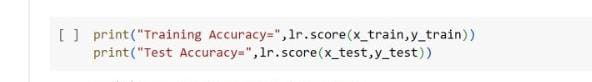 [ ] print("Training Accuracy=",lr.score(x_train,y_train))
print("Test Accuracy=",lr.score(x_test,y_test))